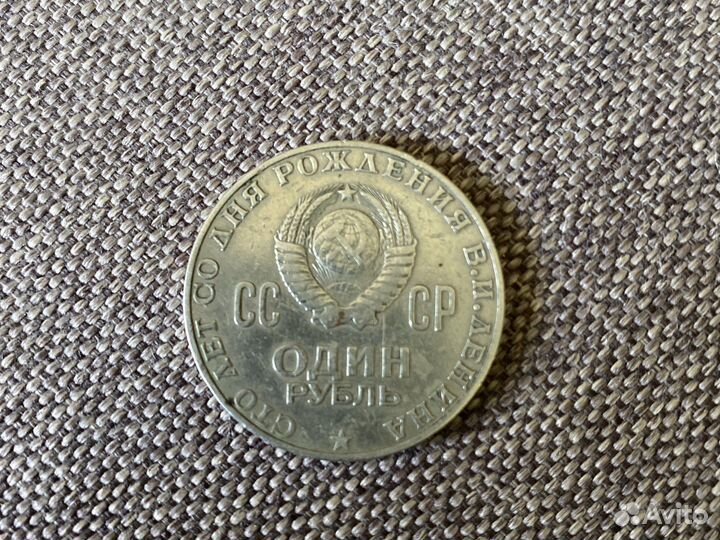 СТО ЛЕТ СО ДНЯ РОЖДЕНИЯ В.И.ЛЕНИНА
СС СР
ОДИН
РУБЛЬ
Avito